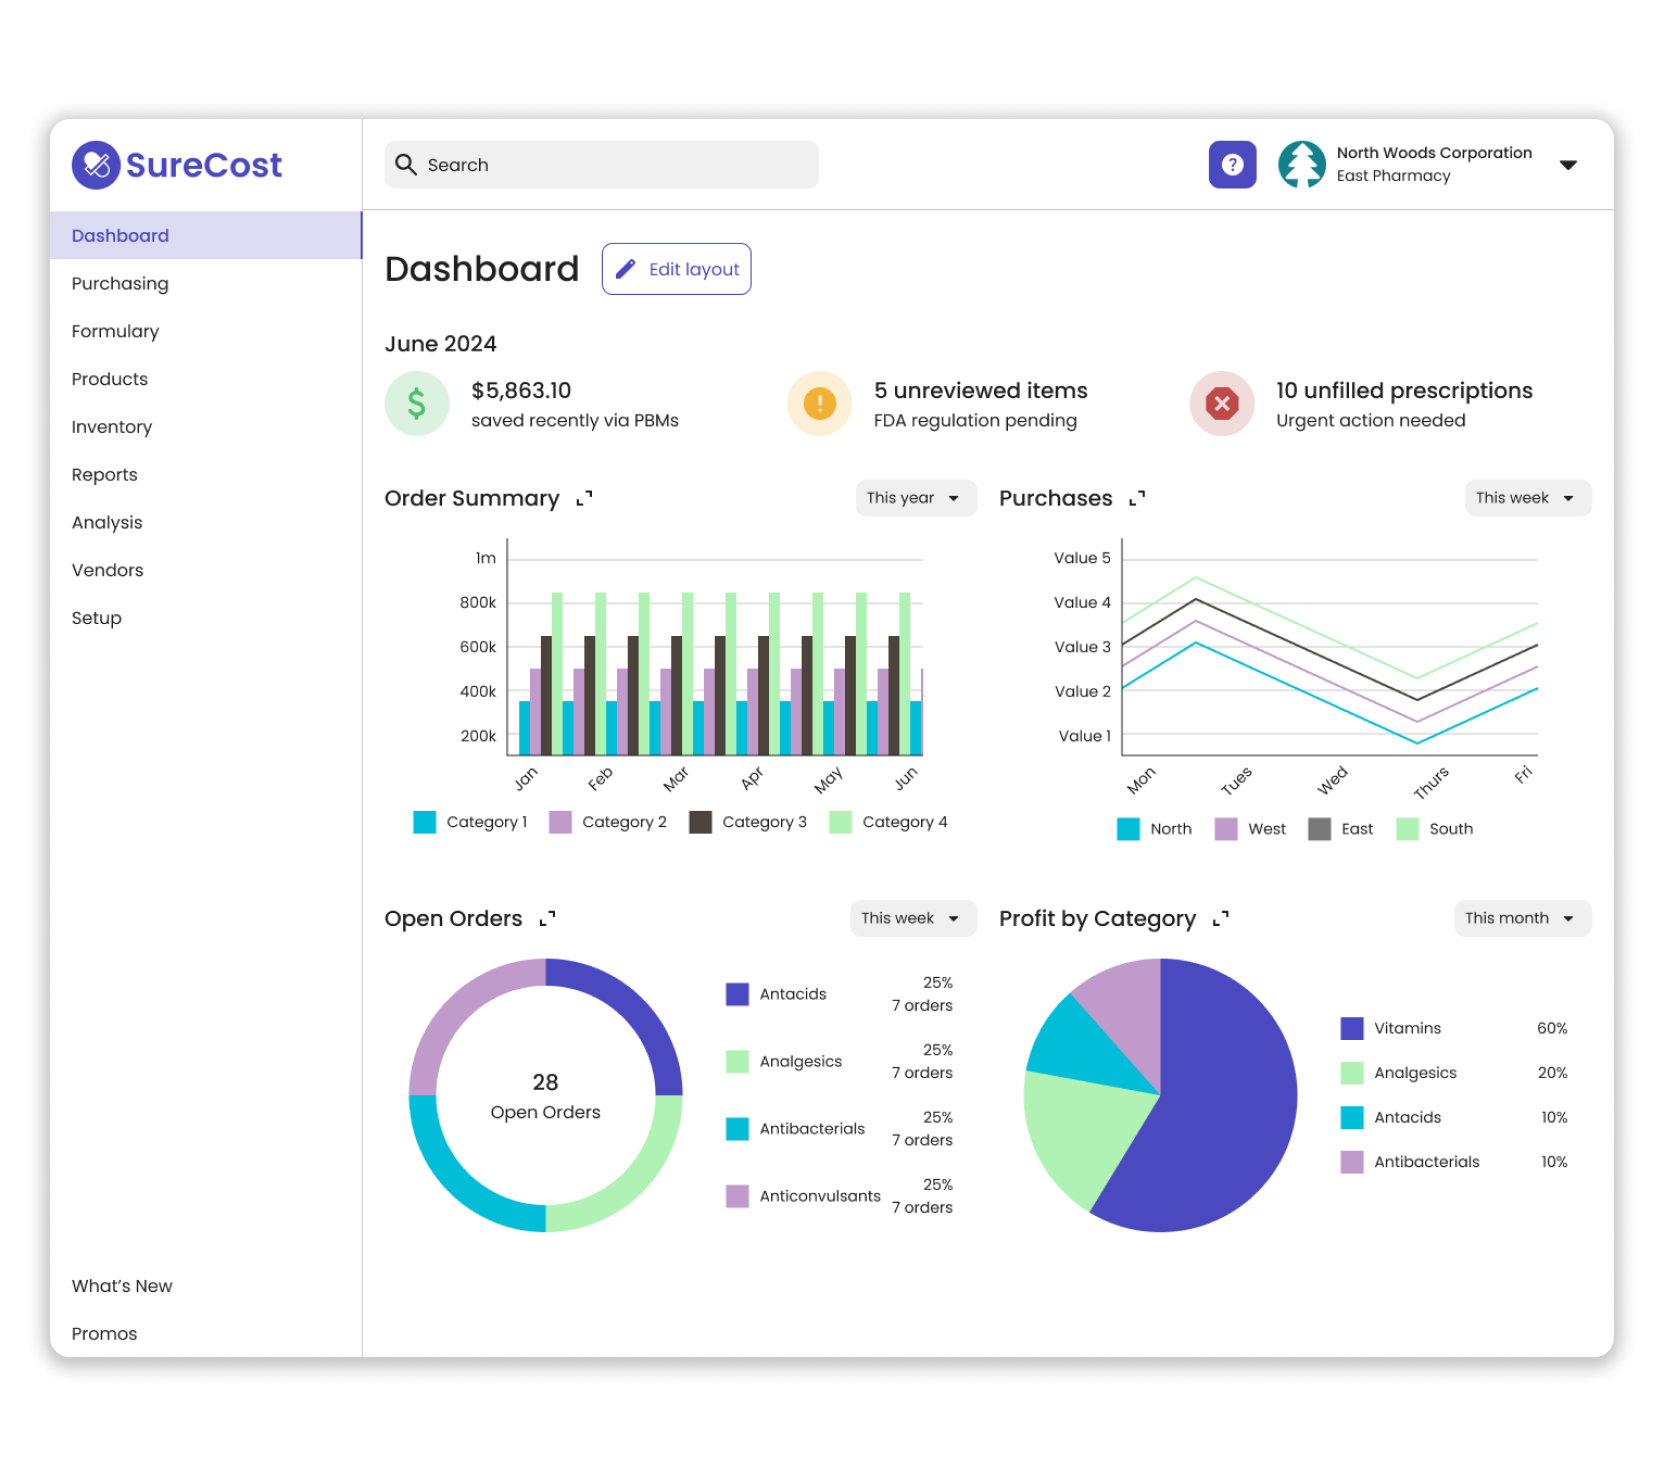 SureCost
Search
?
North Woods Corporation
East Pharmacy
Dashboard
Purchasing
Formulary
Products
Inventory
Reports
Analysis
Vendors
Setup
What's New
Promos
Dashboard
Edit layout
June 2024
$
$5,863.10
saved recently via PBMs
!
5 unreviewed items
FDA regulation pending
10 unfilled prescriptions
Urgent action needed
Order Summary
This year
1m
800k
600k
400k
200k
Jan Feb Mar Apr May Jun
Category 1 Category 2 Category 3 Category 4
Purchases
This week
Value 5
Value 4
Value 3
Value 2
Value 1
Mon Tues Wed Thurs Fri
North West East South
Open Orders
This week
28
Open Orders
Antacids 25%
7 orders
Analgesics 25%
7 orders
Antibacterials 25%
7 orders
Anticonvulsants 25%
7 orders
Profit by Category
This month
Vitamins 60%
Analgesics 20%
Antacids 10%
Antibacterials 10%